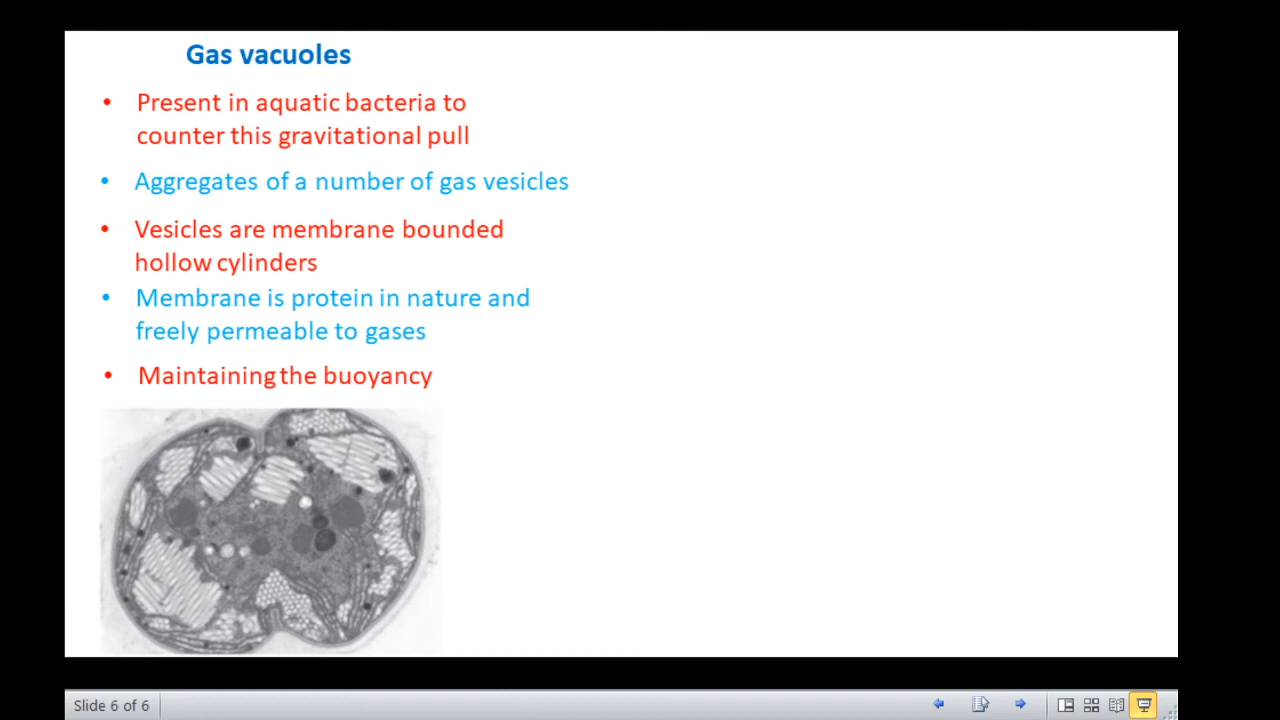 Gas vacuoles
• Present in aquatic bacteria to
counter this gravitational pull
• Aggregates of a number of gas vesicles
• Vesicles are membrane bounded
hollow cylinders
• Membrane is protein in nature and
freely permeable to gases
• Maintaining the buoyancy
Slide 6 of 6